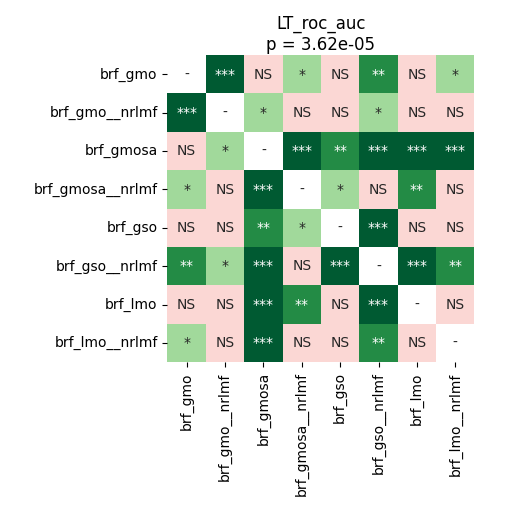 LT_roc_auc
p = 3.62e-05
brf_gmo - *** NS * NS ** NS *
brf_gmo__nrlmf *** - * NS NS * NS NS
brf_gmosa NS * - *** ** *** *** ***
brf_gmosa__nrlmf * NS *** - * NS ** NS
brf_gso NS NS ** * - *** NS NS
brf_gso__nrlmf ** * *** NS *** - *** **
brf_lmo NS NS *** ** NS *** - NS
brf_lmo__nrlmf * NS *** NS NS ** NS -
brf_gmo
brf_gmo__nrlmf
brf_gmosa
brf_gmosa__nrlmf
brf_gso
brf_gso__nrlmf
brf_lmo
brf_lmo__nrlmf